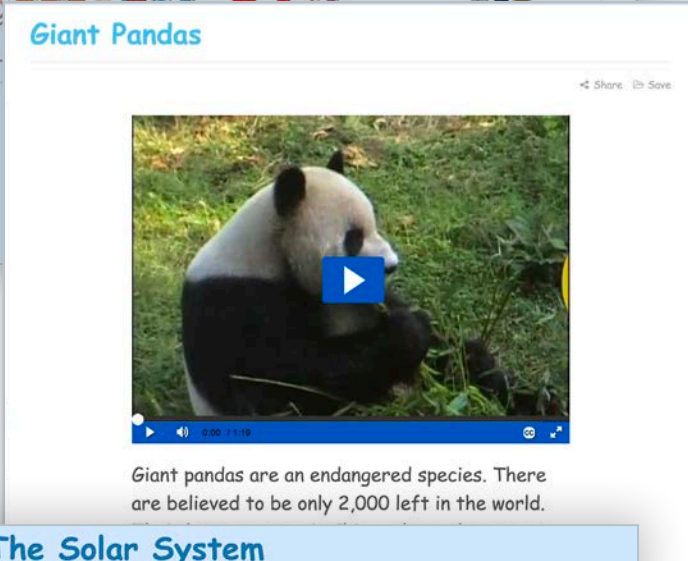 Giant Pandas
Share Save
0:00 / 1:19
CC
Giant pandas are an endangered species. There
are believed to be only 2,000 left in the world.
The Solar System